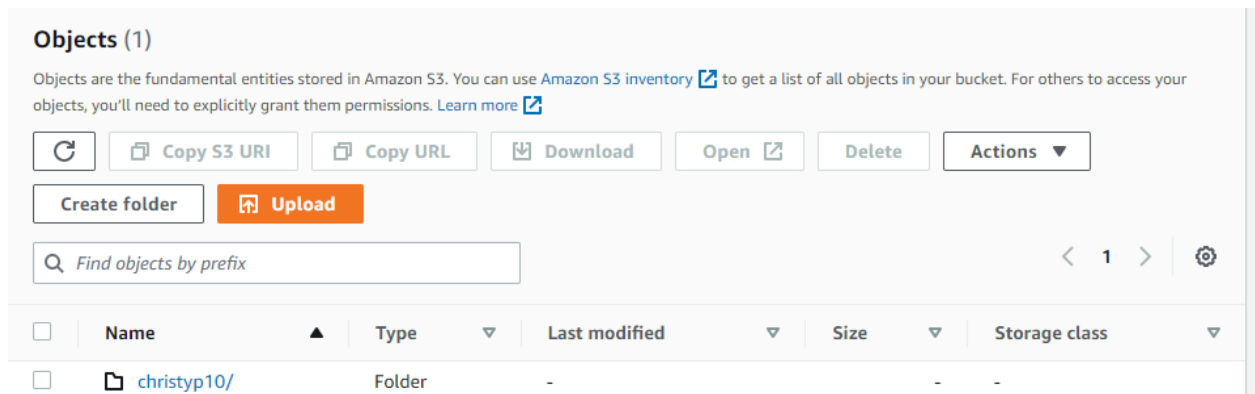 Objects (1)
Objects are the fundamental entities stored in Amazon S3. You can use Amazon S3 inventory to get a list of all objects in your bucket. For others to access your
objects, you'll need to explicitly grant them permissions. Learn more
Copy S3 URI Copy URL Download Open Delete Actions
Create folder Upload
Find objects by prefix 1
Name Type Last modified Size Storage class
christyp10/ Folder - - -